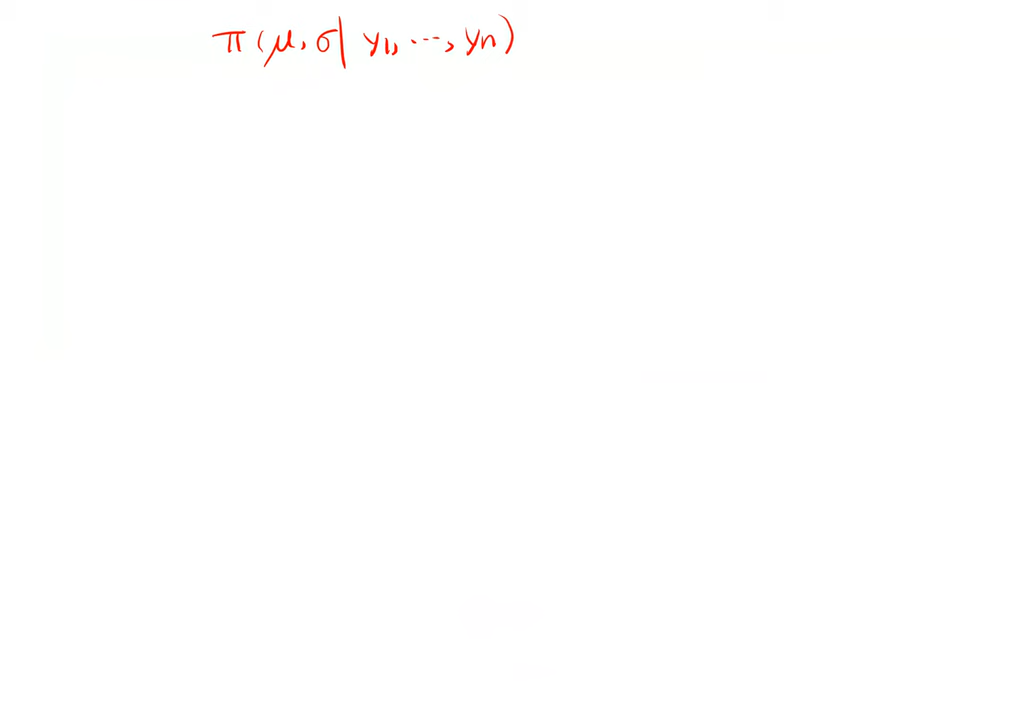 π(μ, σ| y1, ..., yn)